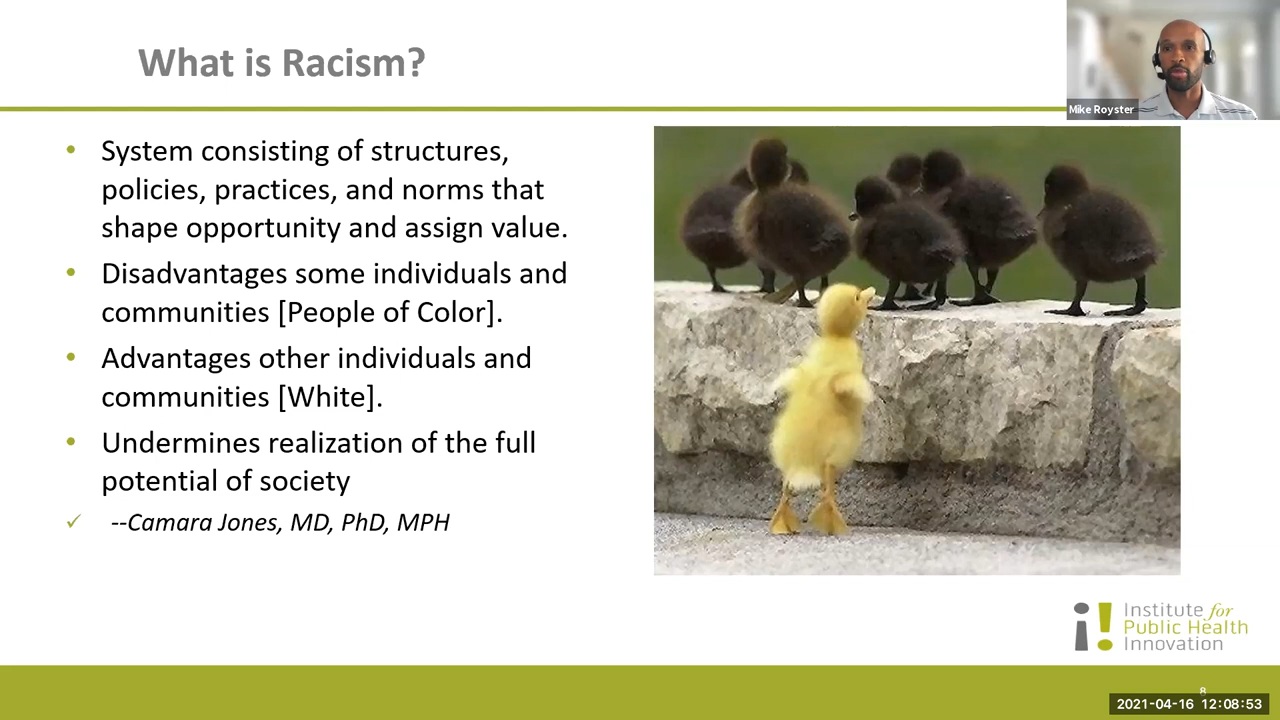 What is Racism?
Mike Royster
• System consisting of structures,
policies, practices, and norms that
shape opportunity and assign value.
• Disadvantages some individuals and
communities [People of Color].
• Advantages other individuals and
communities [White].
• Undermines realization of the full
potential of society
✓ --Camara Jones, MD, PhD, MPH
Institute for
Public Health
Innovation
8
2021-04-16 12:08:53